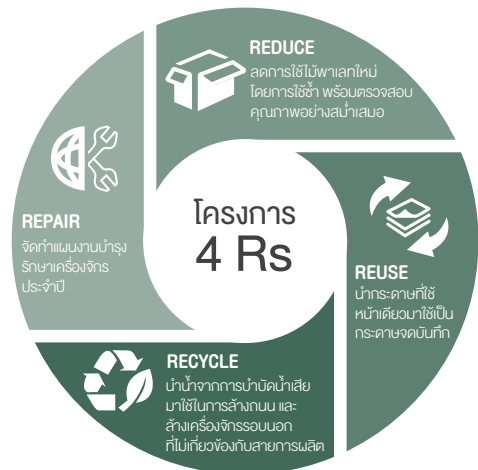 REDUCE
ลดการใช้ไม้พาเลทใหม่
โดยการใช้ซ้ำ พร้อมตรวจสอบ
คุณภาพอย่างสม่ำเสมอ
REPAIR
จัดทำแผนงานบำรุง
รักษาเครื่องจักร
ประจำปี
โครงการ
4 Rs
REUSE
นำกระดาษที่ใช้
หน้าเดียวมาใช้เป็น
กระดาษจดบันทึก
RECYCLE
นำน้ำจากการบำบัดน้ำเสีย
มาใช้ในการล้างถนน และ
ล้างเครื่องจักรรอบนอก
ที่ไม่เกี่ยวข้องกับสายการผลิต